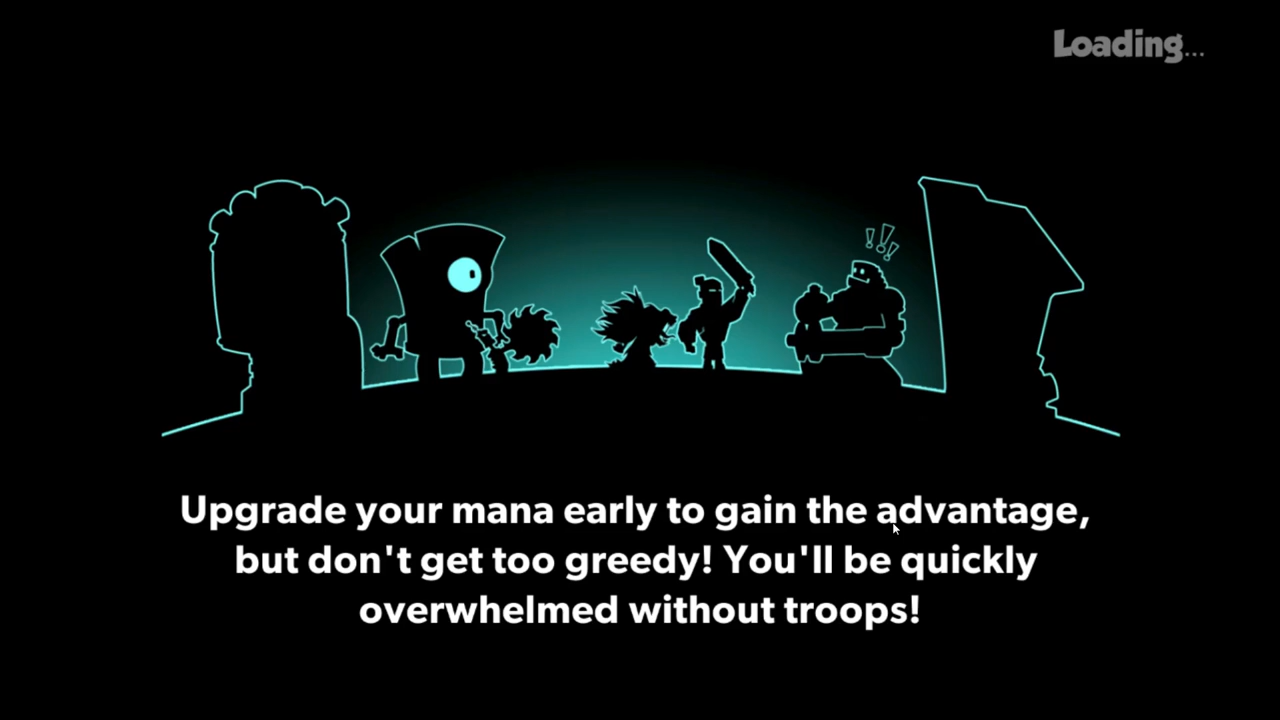 Loading...
Upgrade your mana early to gain the advantage,
but don't get too greedy! You'll be quickly
overwhelmed without troops!